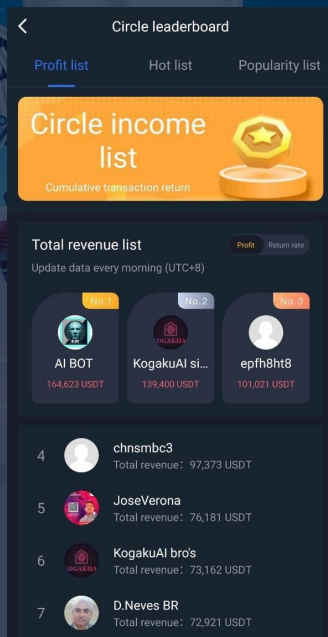 Circle leaderboard
Profit list Hot list Popularity list
Circle income
list
Cumulative transaction return
Total revenue list
Profit Return rate
Update data every morning (UTC+8)
No.1 No.2 No.3
KOGAKUJA
AI BOT KogakuAI si... epfh8ht8
164,623 USDT 139,400 USDT 101,021 USDT
4 chnsmbc3
Total revenue: 97,373 USDT
5 JoseVerona
Total revenue: 76,181 USDT
6 KogakuAI bro's
Total revenue: 73,162 USDT
7 D.Neves BR
Total revenue: 72,921 USDT